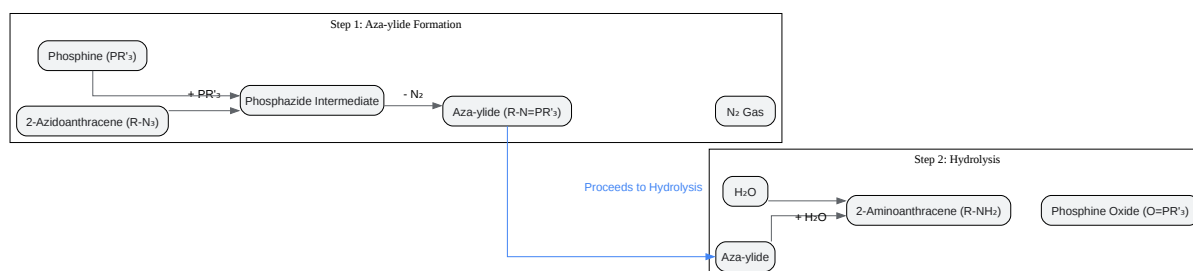 Step 1: Aza-ylide Formation
Phosphine (PR'₃)
+ PR'₃
Phosphazide Intermediate
- N₂
2-Azidoanthracene (R-N₃)
Aza-ylide (R-N=PR'₃)
N₂ Gas
Proceeds to Hydrolysis
Step 2: Hydrolysis
H₂O
+ H₂O
2-Aminoanthracene (R-NH₂)
Phosphine Oxide (O=PR'₃)
Aza-ylide